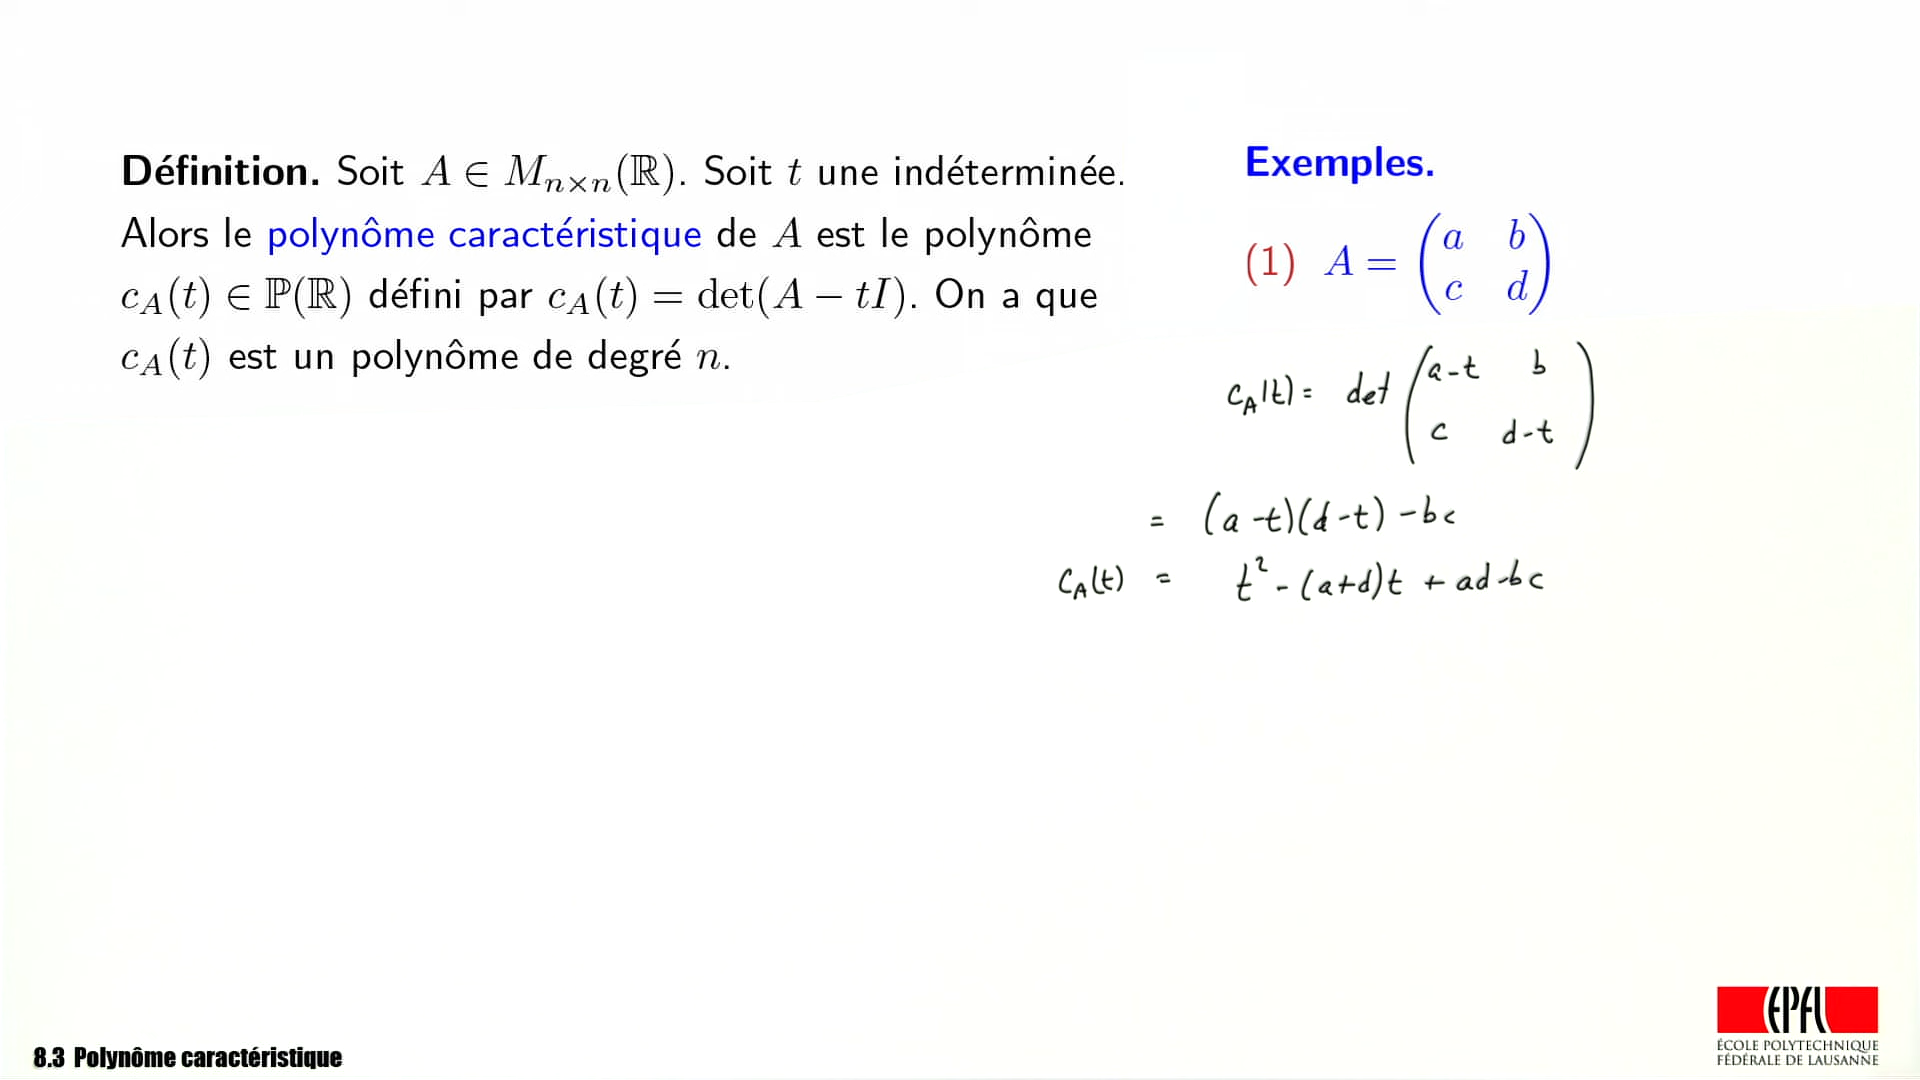 Définition. Soit A ∈ Mₙ×ₙ(ℝ). Soit t une indéterminée.
Alors le polynôme caractéristique de A est le polynôme
c_A(t) ∈ ℙ(ℝ) défini par c_A(t) = det(A − tI). On a que
c_A(t) est un polynôme de degré n.
Exemples.
(1) A = (a b
c d)
c_A(t) = det (a-t b
c d-t)
= (a-t)(d-t) -bc
c_A(t) = t² - (a+d)t + ad-bc
8.3 Polynôme caractéristique
EPFL
ÉCOLE POLYTECHNIQUE
FÉDÉRALE DE LAUSANNE